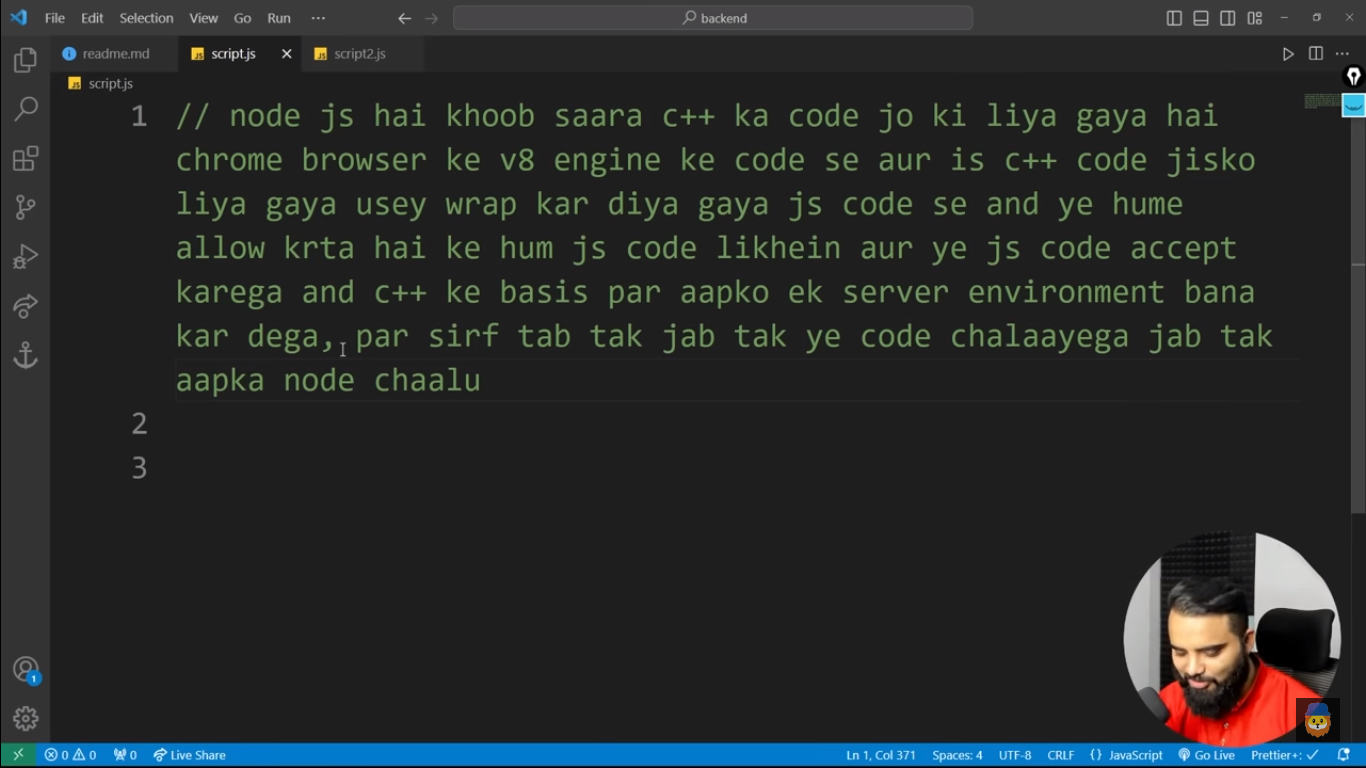 File Edit Selection View Go Run ··· backend
readme.md script.js script2.js
script.js
1 // node js hai khoob saara c++ ka code jo ki liya gaya hai
chrome browser ke v8 engine ke code se aur is c++ code jisko
liya gaya usey wrap kar diya gaya js code se and ye hume
allow krta hai ke hum js code likhein aur ye js code accept
karega and c++ ke basis par aapko ek server environment bana
kar dega, par sirf tab tak jab tak ye code chalaayega jab tak
aapka node chaalu
2
3
1
0 0 0 Live Share Ln 1, Col 371 Spaces: 4 UTF-8 CRLF {} JavaScript Go Live Prettier+: ✓